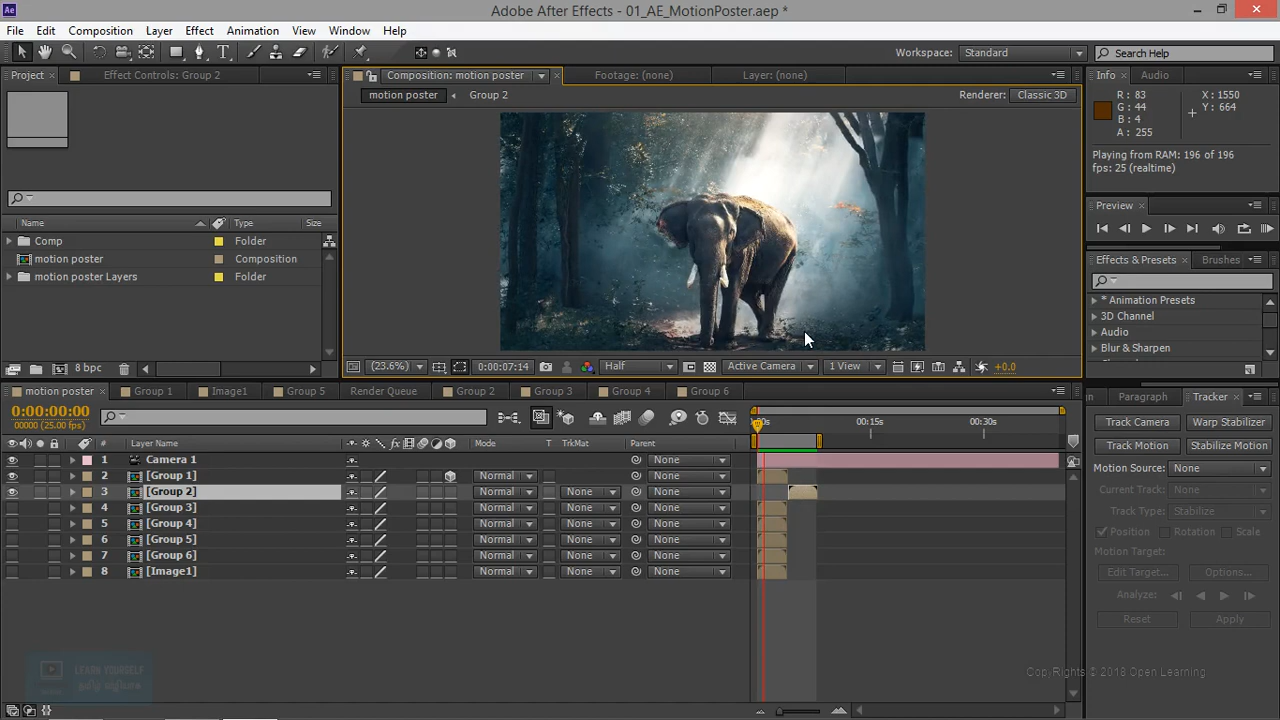 Adobe After Effects - 01_AE_MotionPoster.aep *
File Edit Composition Layer Effect Animation View Window Help
Workspace: Standard Search Help
Project Effect Controls: Group 2
Composition: motion poster Footage: (none) Layer: (none)
motion poster Group 2 Renderer: Classic 3D
Info Audio
R : 83 X : 1550
G : 44 Y : 664
B : 4
A : 255
Playing from RAM: 196 of 196
fps: 25 (realtime)
Preview
Effects & Presets Brushes
* Animation Presets
3D Channel
Audio
Blur & Sharpen
Name Type Size
Comp Folder
motion poster Composition
motion poster Layers Folder
8 bpc
(23.6%) 0:00:07:14 Half Active Camera 1 View +0.0
motion poster Group 1 Image1 Group 5 Render Queue Group 2 Group 3 Group 4 Group 6
0:00:00:00
00000 (25.00 fps)
:00s 00:15s 00:30s
# Layer Name fx Mode T TrkMat Parent
1 Camera 1 None
2 [Group 1] Normal None
3 [Group 2] Normal None None
4 [Group 3] Normal None None
5 [Group 4] Normal None None
6 [Group 5] Normal None None
7 [Group 6] Normal None None
8 [Image1] Normal None None
Paragraph Tracker
Track Camera Warp Stabilizer
Track Motion Stabilize Motion
Motion Source: None
Current Track: None
Track Type: Stabilize
Position Rotation Scale
Motion Target:
Edit Target... Options...
Analyze:
Reset Apply
LEARN YOURSELF
CopyRights © 2018 Open Learning